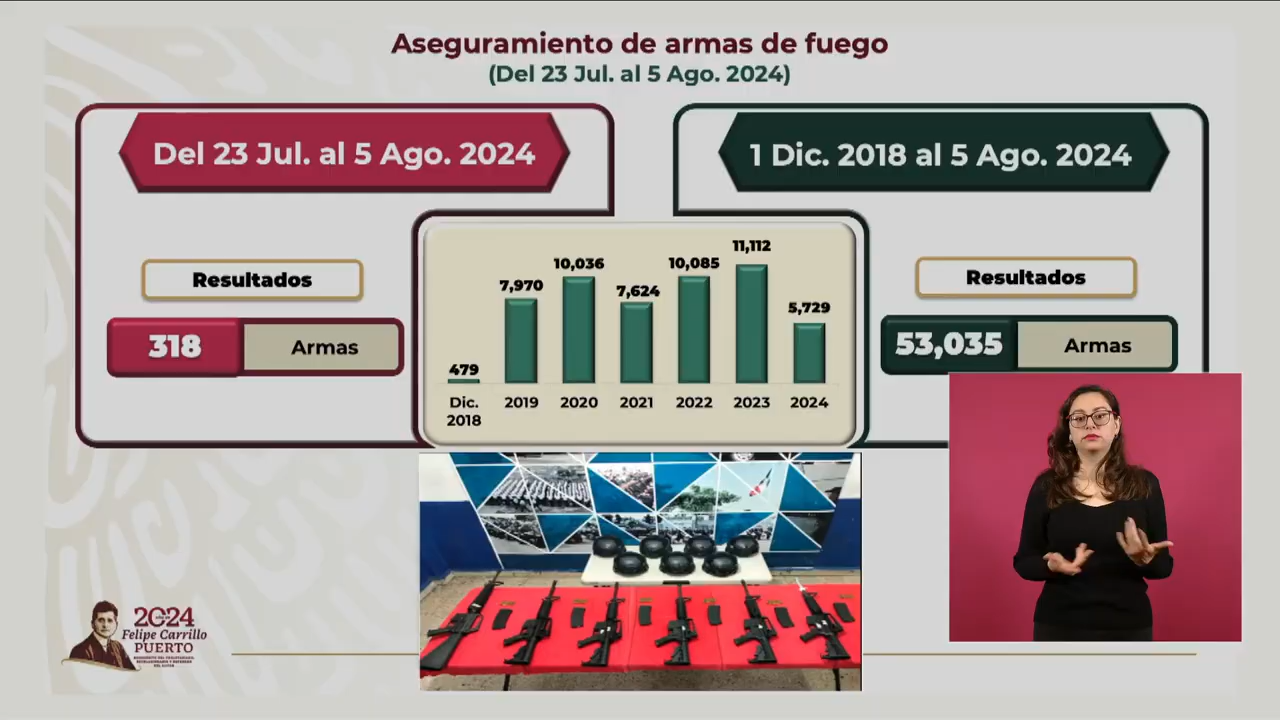 Aseguramiento de armas de fuego
(Del 23 Jul. al 5 Ago. 2024)
Del 23 Jul. al 5 Ago. 2024
Resultados
318 Armas
11,112
10,036
10,085
7,970
7,624
5,729
479
Dic. 2019 2020 2021 2022 2023 2024
2018
1 Dic. 2018 al 5 Ago. 2024
Resultados
53,035 Armas
2024
Felipe Carrillo
PUERTO